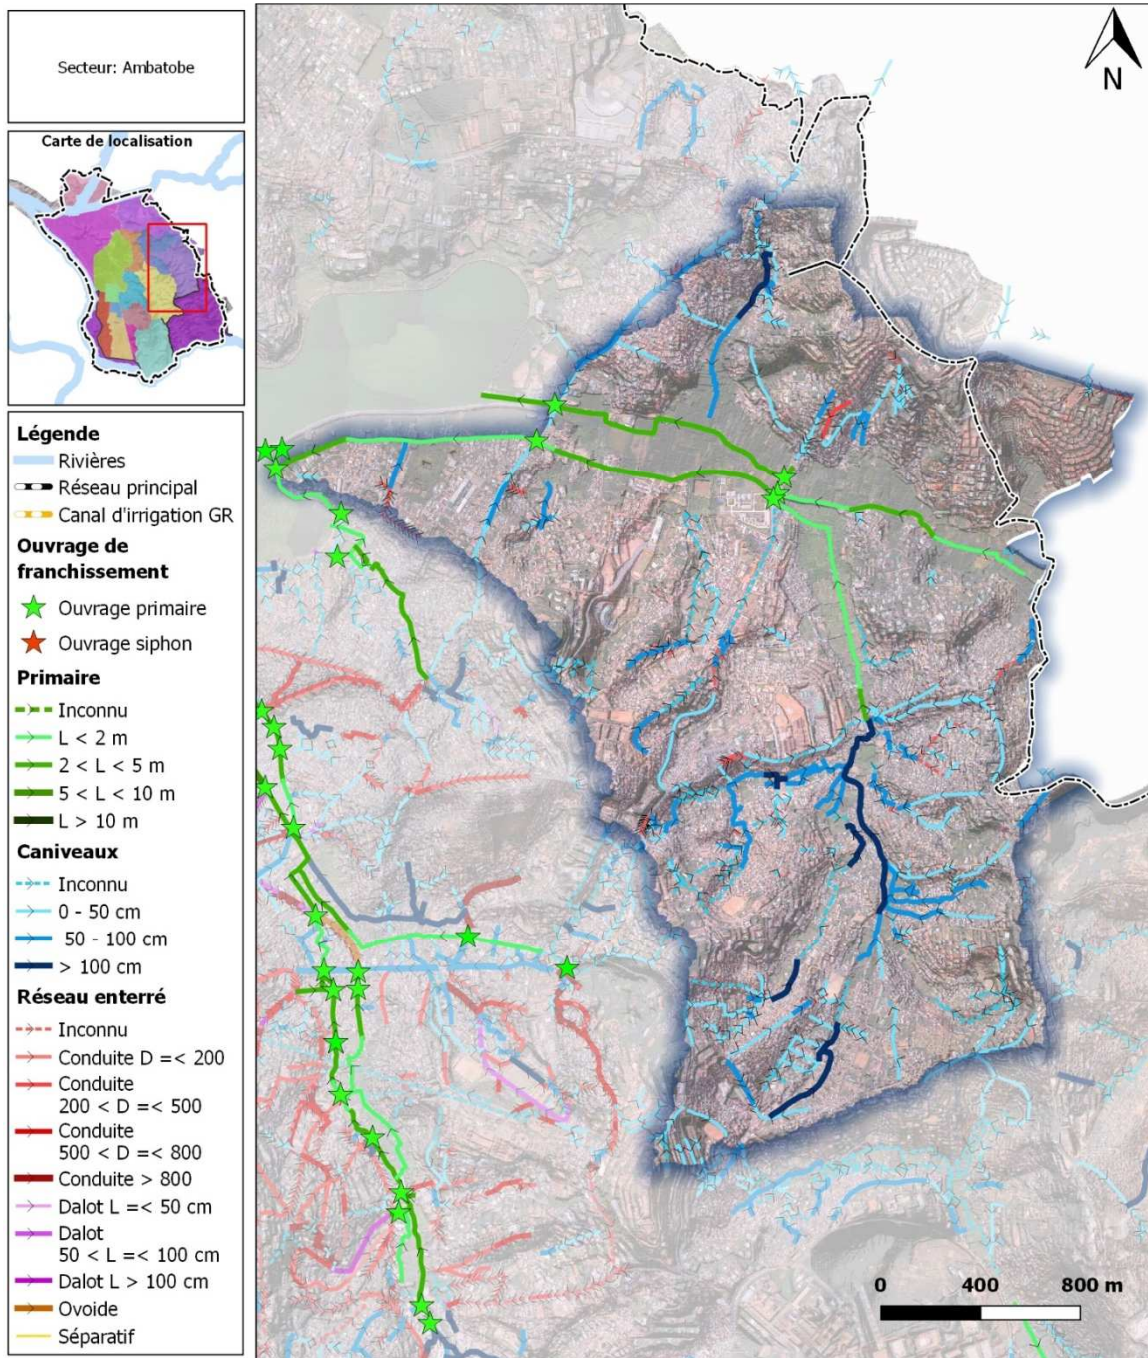 Secteur: Ambatobe
Carte de localisation
Légende
Rivières
Réseau principal
Canal d'irrigation GR
Ouvrage de
franchissement
Ouvrage primaire
Ouvrage siphon
Primaire
Inconnu
L < 2 m
2 < L < 5 m
5 < L < 10 m
L > 10 m
Caniveaux
Inconnu
0 - 50 cm
50 - 100 cm
> 100 cm
Réseau enterré
Inconnu
Conduite D =< 200
Conduite
200 < D =< 500
Conduite
500 < D =< 800
Conduite > 800
Dalot L =< 50 cm
Dalot
50 < L =< 100 cm
Dalot L > 100 cm
Ovoide
Séparatif
N
0 400 800 m